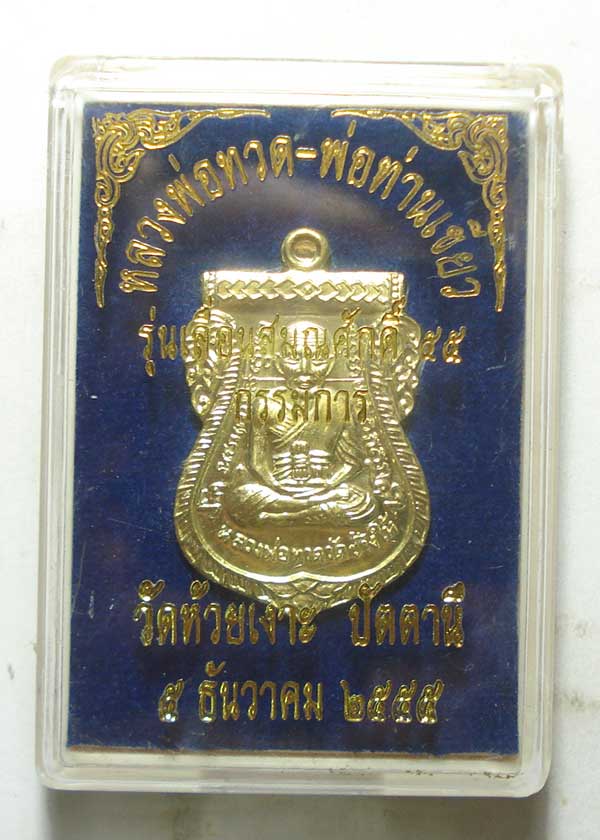 หลวงพ่อทวด-พ่อท่านเขียว
รุ่นเลื่อนสมณศักดิ์ ๕๕
กรรมการ
หลวงพ่อทวดวัดช้างให้
วัดห้วยเงาะ ปัตตานี
๕ ธันวาคม ๒๕๕๕